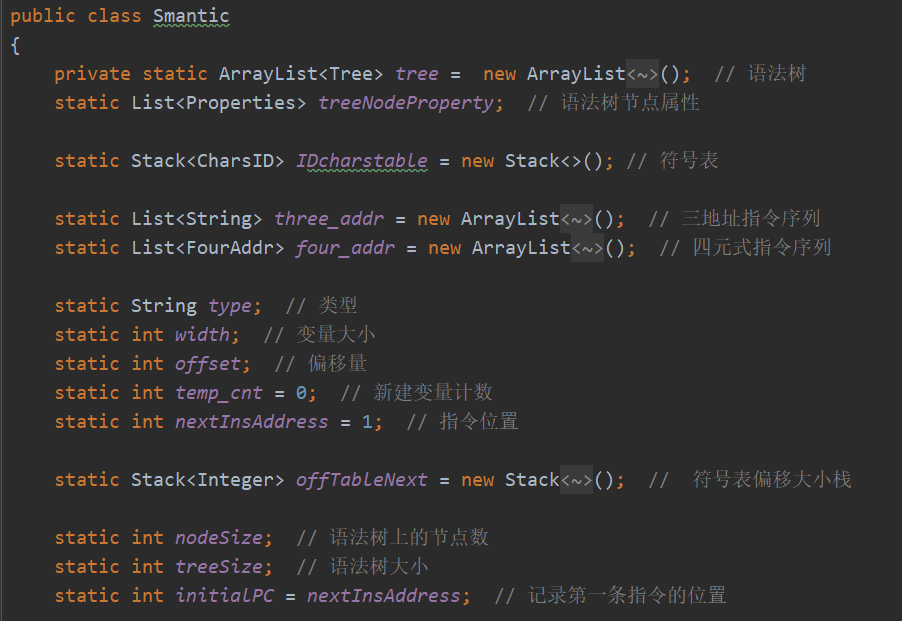 public class Smantic
{
private static ArrayList<Tree> tree =  new ArrayList<~>();  // 语法树
static List<Properties> treeNodeProperty;  // 语法树节点属性
static Stack<CharsID> IDcharstable = new Stack<>(); // 符号表
static List<String> three_addr = new ArrayList<~>();  // 三地址指令序列
static List<FourAddr> four_addr = new ArrayList<~>();  // 四元式指令序列
static String type;  // 类型
static int width;  // 变量大小
static int offset;  // 偏移量
static int temp_cnt = 0;  // 新建变量计数
static int nextInsAddress = 1;  // 指令位置
static Stack<Integer> offTableNext = new Stack<~>();  //  符号表偏移大小栈
static int nodeSize;  // 语法树上的节点数
static int treeSize;  // 语法树大小
static int initialPC = nextInsAddress;  // 记录第一条指令的位置